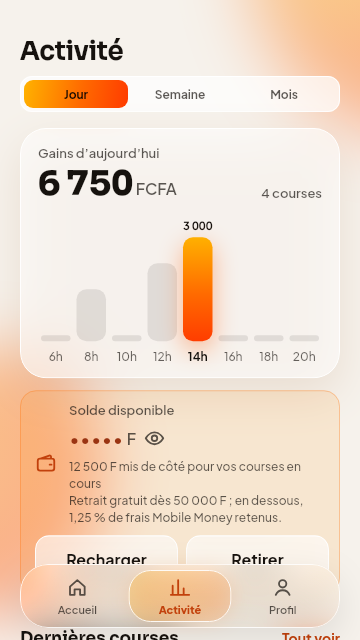 Activité
Jour Semaine Mois
Gains d’aujourd’hui
6 750 FCFA 4 courses
3 000
6h 8h 10h 12h 14h 16h 18h 20h
Solde disponible
••••• F
12 500 F mis de côté pour vos courses en
cours
Retrait gratuit dès 50 000 F ; en dessous,
1,25 % de frais Mobile Money retenus.
Recharger Retirer
Accueil Activité Profil
Dernières courses Tout voir